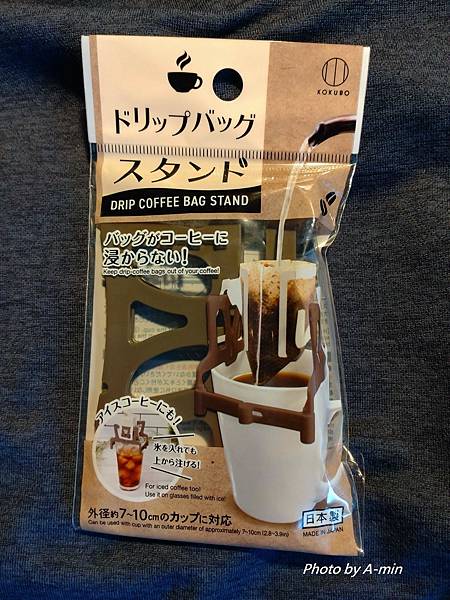 KOKUBO
ドリップバッグ
スタンド
DRIP COFFEE BAG STAND
バッグがコーヒーに
浸からない!
Keep drip-coffee bags out of your coffee!
アイスコーヒーにも!
氷を入れても
上から注げる!
For iced coffee too!
Use it on glasses filled with ice!
外径約7~10cmのカップに対応
Can be used with cup with an outer diameter of approximately 7~10cm (2.8~3.9in)
日本製
MADE IN JAPAN
Photo by A-min